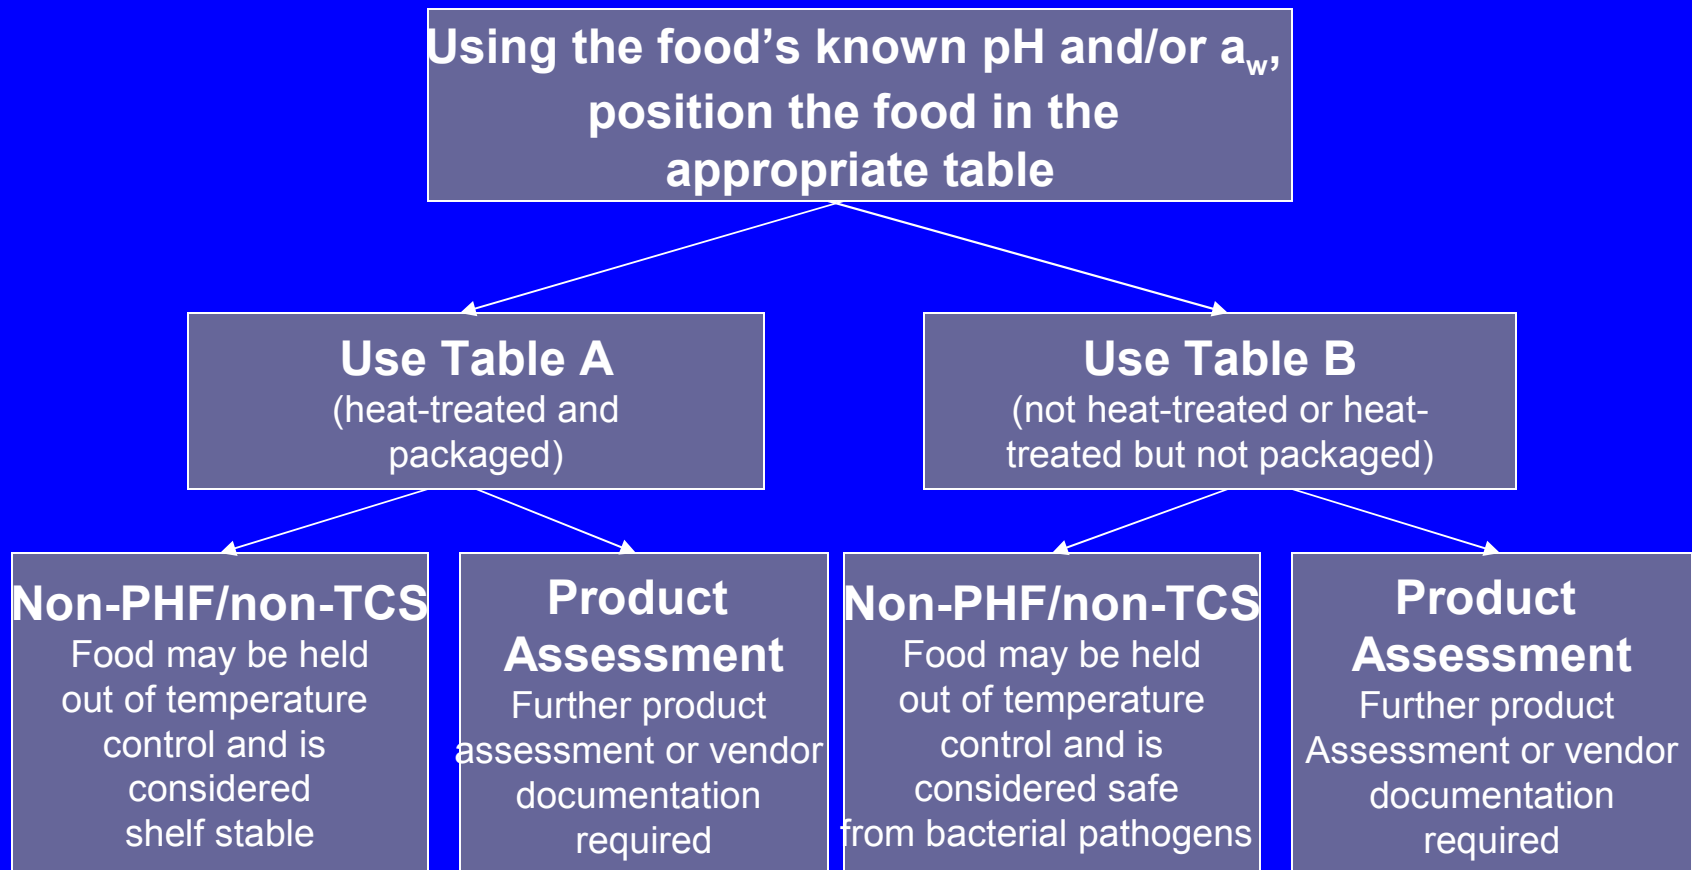 Using the food’s known pH and/or aw,
position the food in the
appropriate table
Use Table A
(heat-treated and
packaged)
Use Table B
(not heat-treated or heat-
treated but not packaged)
Non-PHF/non-TCS
Food may be held
out of temperature
control and is
considered
shelf stable
Product
Assessment
Further product
assessment or vendor
documentation
required
Non-PHF/non-TCS
Food may be held
out of temperature
control and is
considered safe
from bacterial pathogens
Product
Assessment
Further product
Assessment or vendor
documentation
required